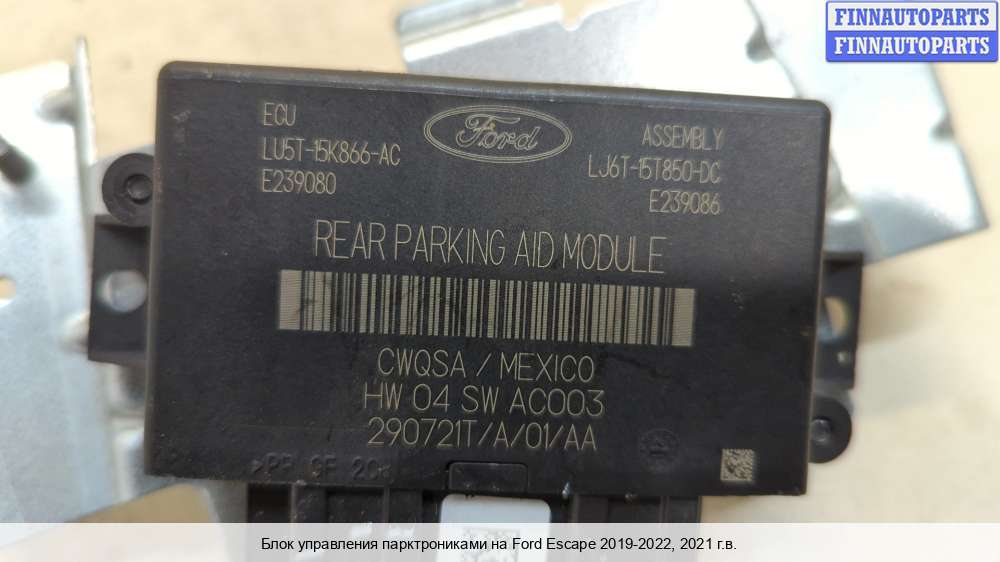 FINNAUTOPARTS
FINNAUTOPARTS
ECU
LU5T-15K866-AC
E239080
Ford
ASSEMBLY
LJ6T-15T850-DC
E239086
REAR PARKING AID MODULE
CWQSA / MEXICO
HW 04 SW AC003
290721T/A/01/AA
Блок управления парктрониками на Ford Escape 2019-2022, 2021 г.в.